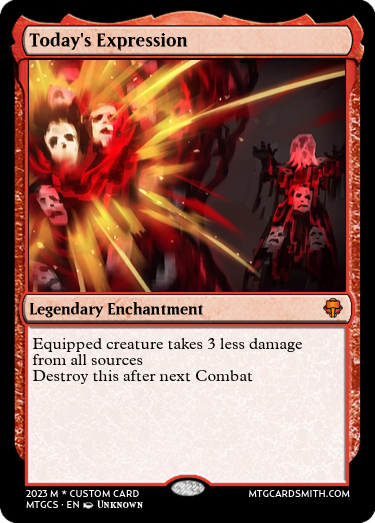 Today's Expression
Legendary Enchantment
Equipped creature takes 3 less damage
from all sources
Destroy this after next Combat
2023 M * CUSTOM CARD
MTGCS · EN Unknown
MTGCARDSMITH.COM